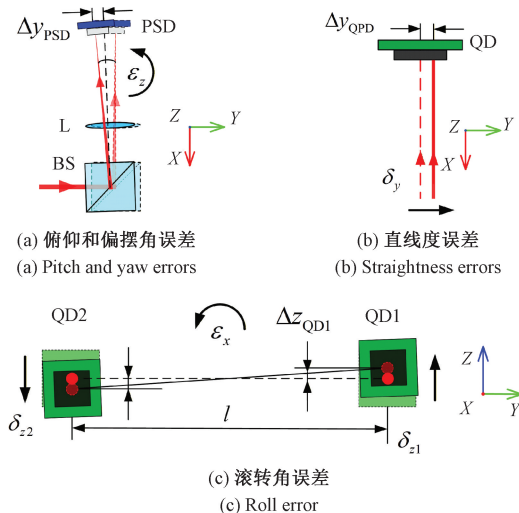 Δy_PSD PSD
ε_z
L
BS
Z Y
X
(a) 俯仰和偏摆角误差
(a) Pitch and yaw errors
Δy_QPD QD
Z Y
X
δ_y
(b) 直线度误差
(b) Straightness errors
QD2 ε_x Δz_QD1 QD1
Z
X Y
δ_z2 l δ_z1
(c) 滚转角误差
(c) Roll error